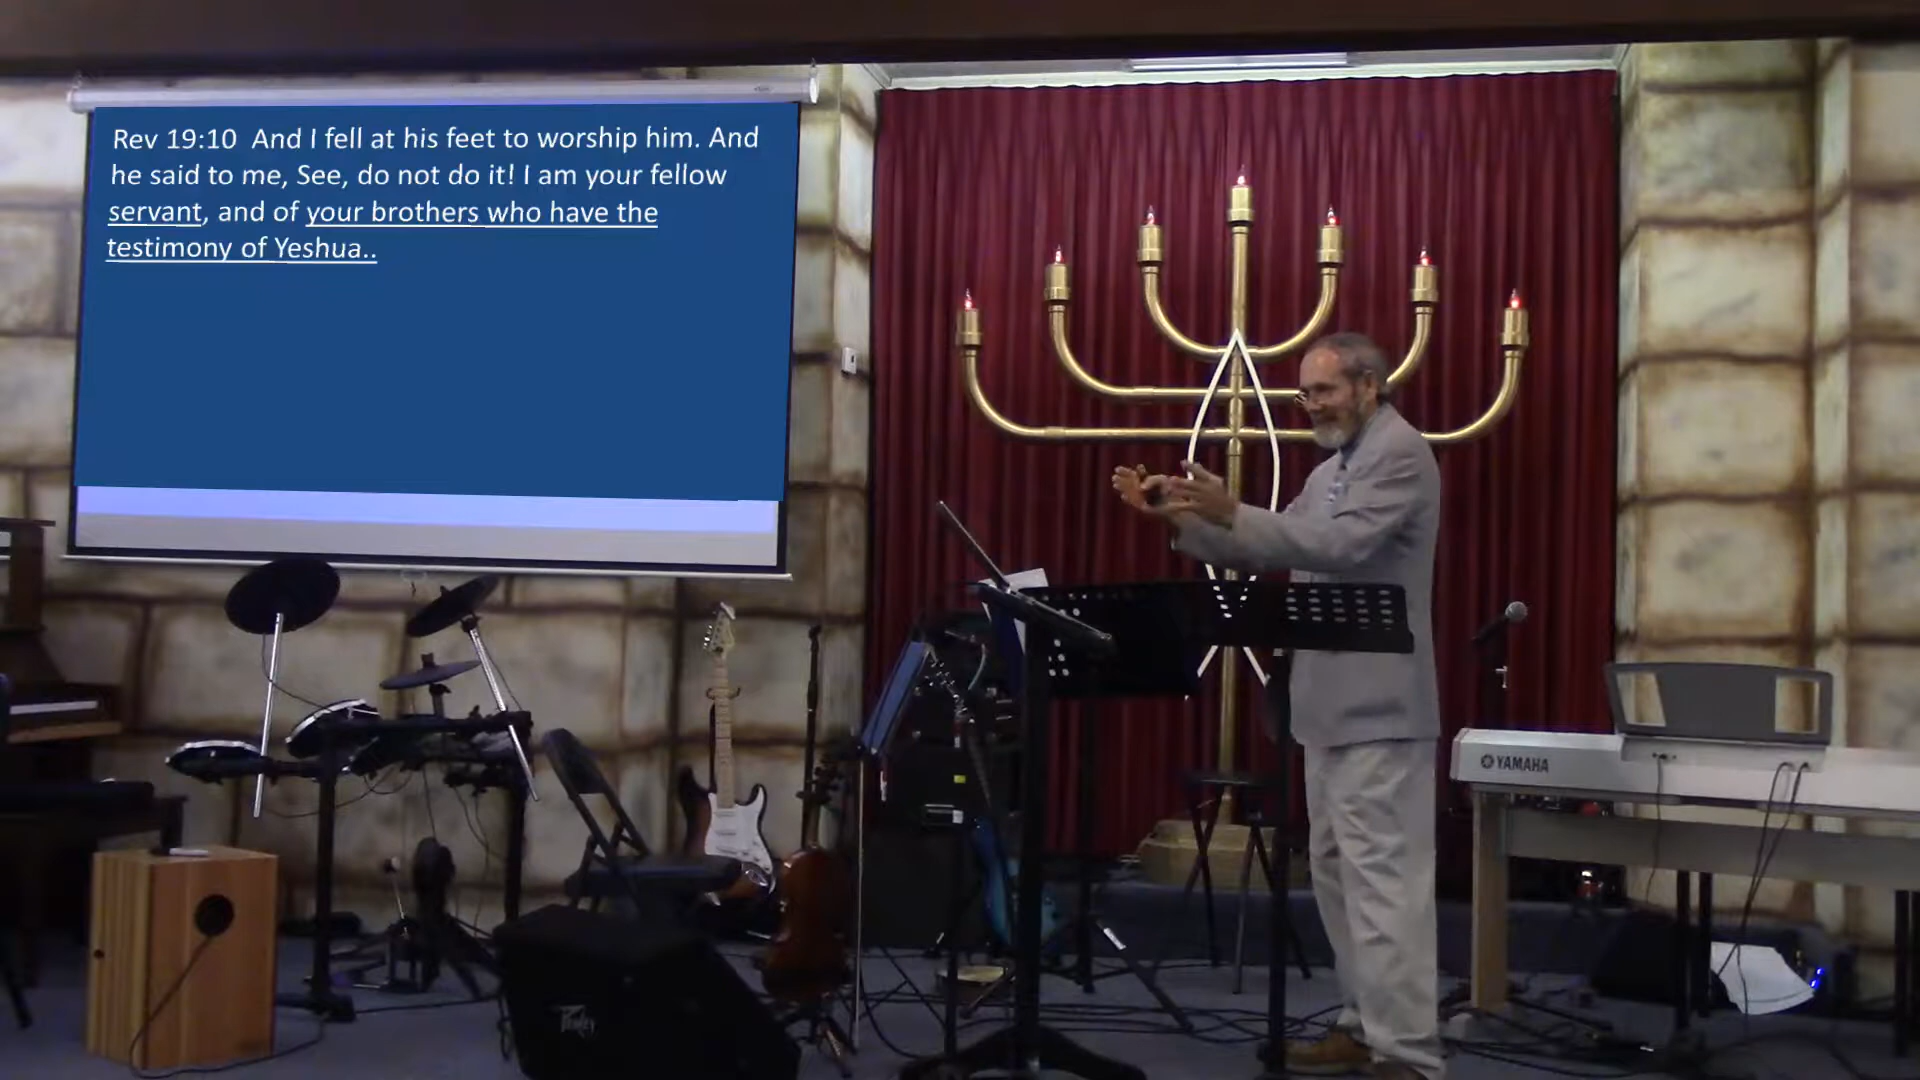 Rev 19:10  And I fell at his feet to worship him. And
he said to me, See, do not do it! I am your fellow
servant, and of your brothers who have the
testimony of Yeshua..
YAMAHA
Peavey